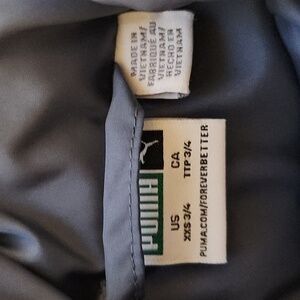 MADE IN
VIETNAM/
FABRIQUÉ AU
VIETNAM/
HECHO EN
VIETNAM
PUMA
US CA
XXS 3/4 TTP 3/4
PUMA.COM/FOREVERBETTER